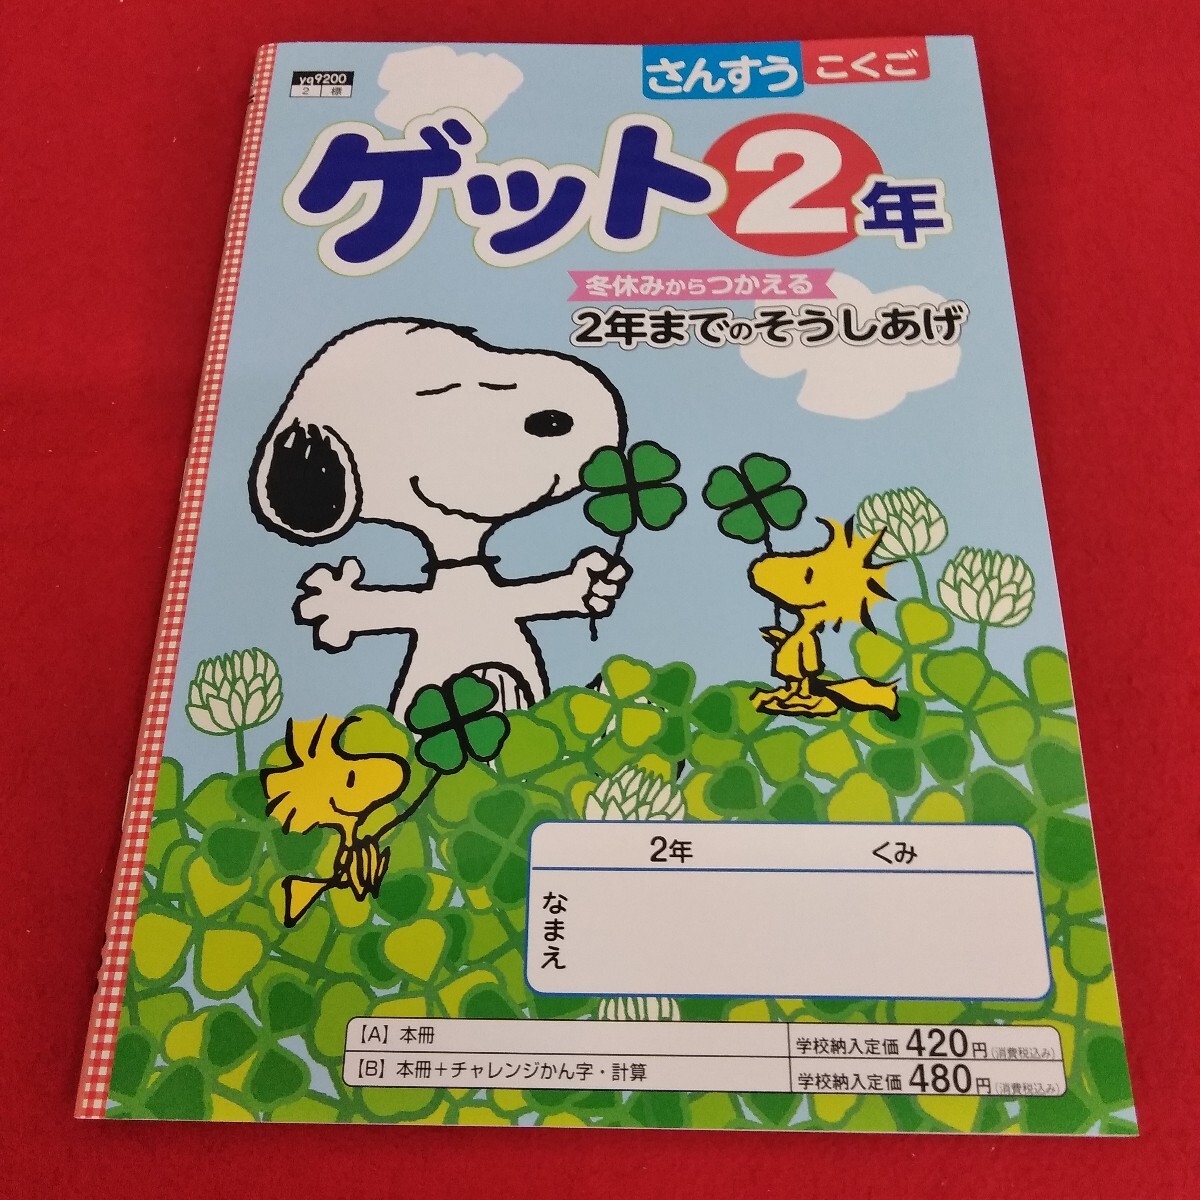 yq9200
2 標
さんすう こくご
ゲット2年
冬休みからつかえる
2年までのそうしあげ
2年 くみ
なまえ
【A】本冊 学校納入定価 420円(消費税込み)
【B】本冊+チャレンジかん字・計算 学校納入定価 480円(消費税込み)